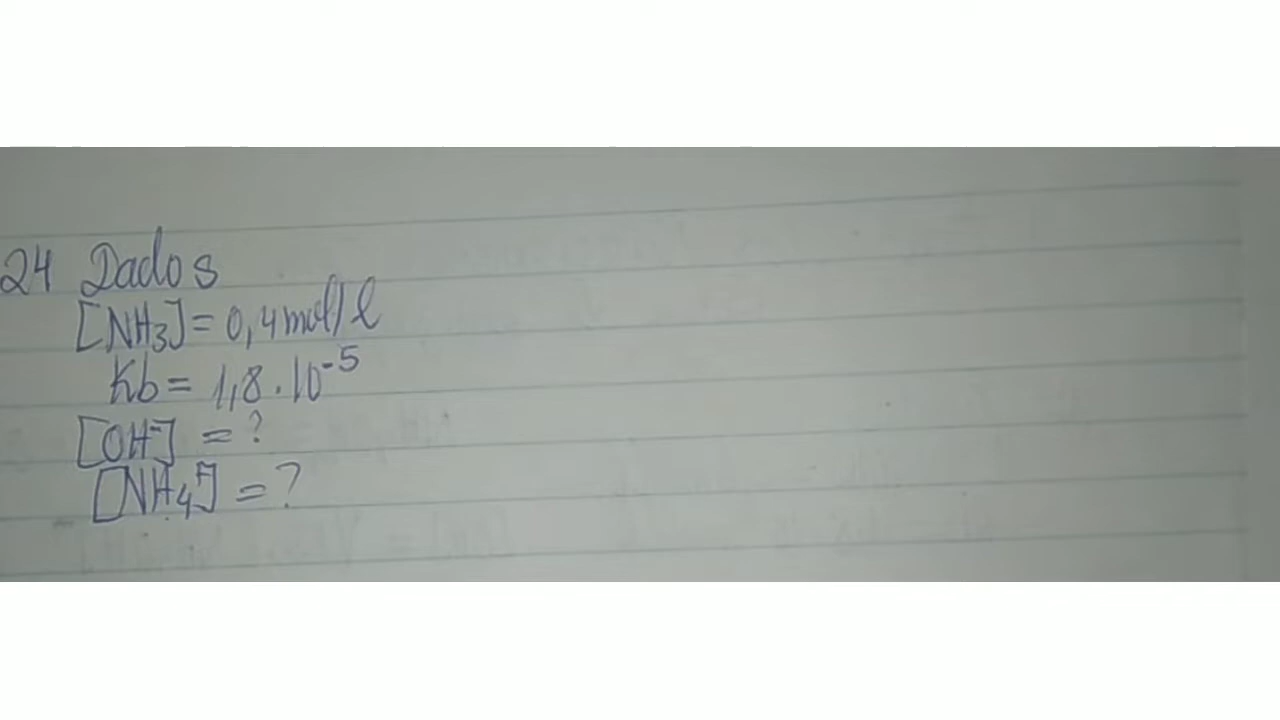 24 Dados
[NH₃] = 0,4 mol/l
Kb = 1,8 . 10⁻⁵
[OH⁻] = ?
[NH₄⁺] = ?